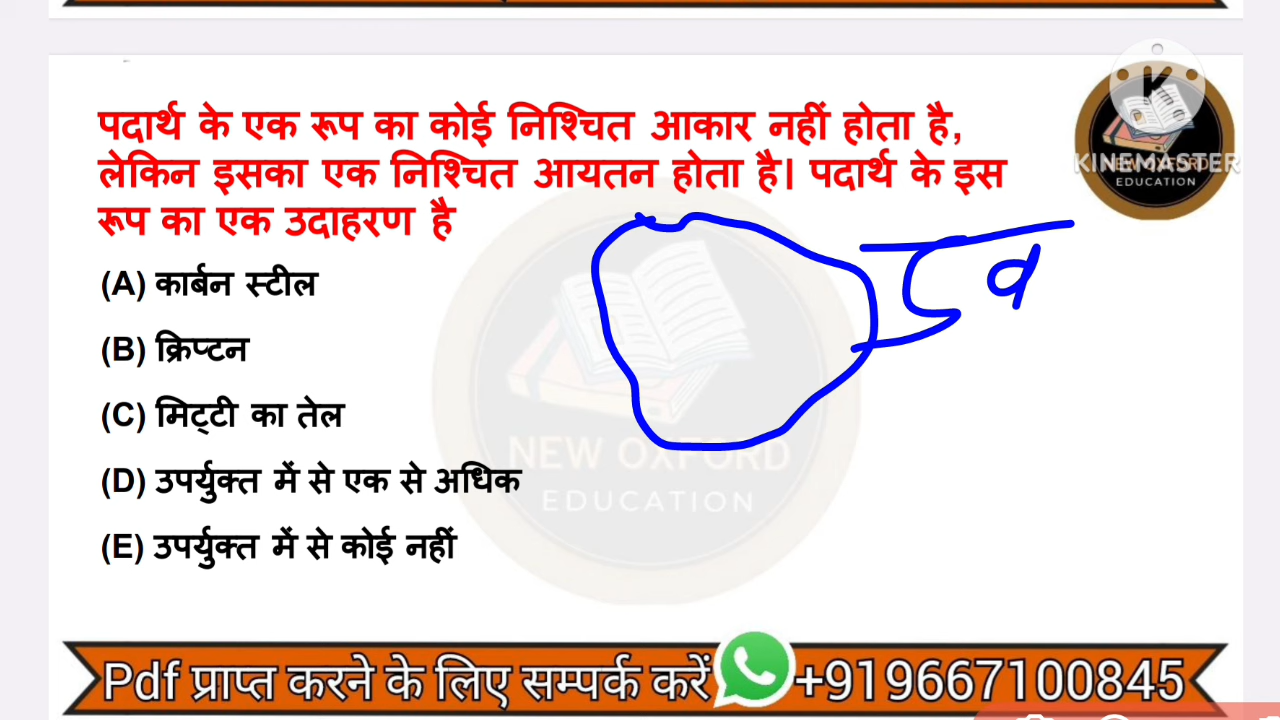 पदार्थ के एक रूप का कोई निश्चित आकार नहीं होता है,
लेकिन इसका एक निश्चित आयतन होता है। पदार्थ के इस
रूप का एक उदाहरण है
(A) कार्बन स्टील
(B) क्रिप्टन
(C) मिट्टी का तेल
(D) उपर्युक्त में से एक से अधिक
(E) उपर्युक्त में से कोई नहीं
K
KINEMASTER
EDUCATION
NEW OXFORD
EDUCATION
Pdf प्राप्त करने के लिए सम्पर्क करें +919667100845